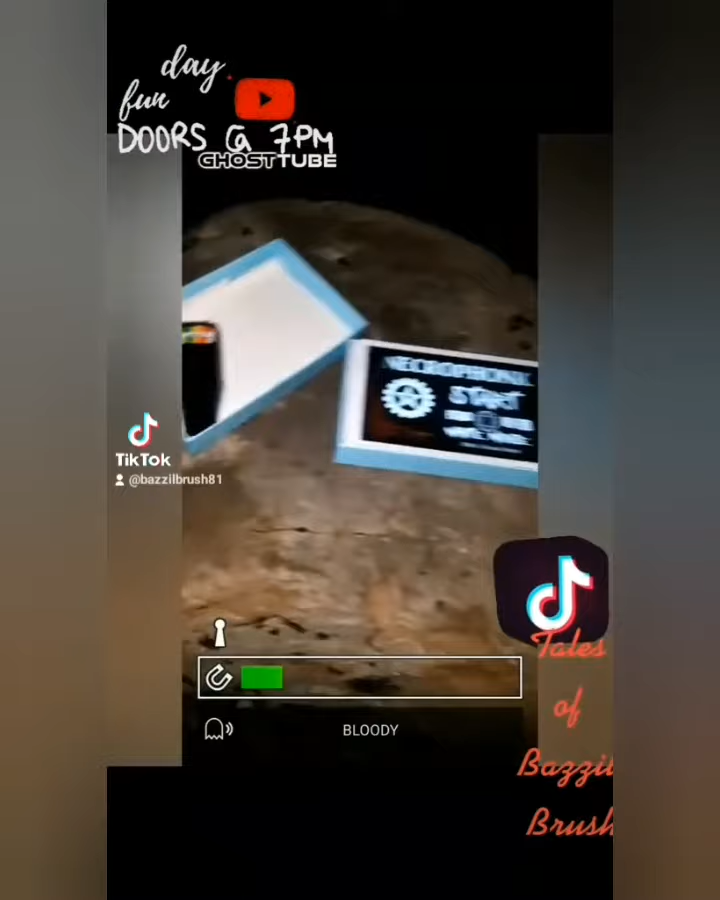 day
fun
DOORS @ 7PM
GHOSTTUBE
NECROPHONIC
START
TikTok
@bazzilbrush81
Tales
of
Bazzil
Brush
BLOODY